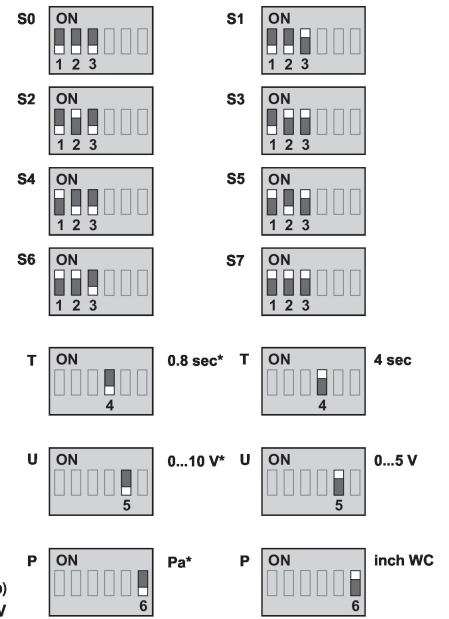 S0 ON
1 2 3
S1 ON
1 2 3
S2 ON
1 2 3
S3 ON
1 2 3
S4 ON
1 2 3
S5 ON
1 2 3
S6 ON
1 2 3
S7 ON
1 2 3
T ON 0.8 sec*
4
T ON 4 sec
4
U ON 0...10 V*
5
U ON 0...5 V
5
P ON Pa*
6
P ON inch WC
6